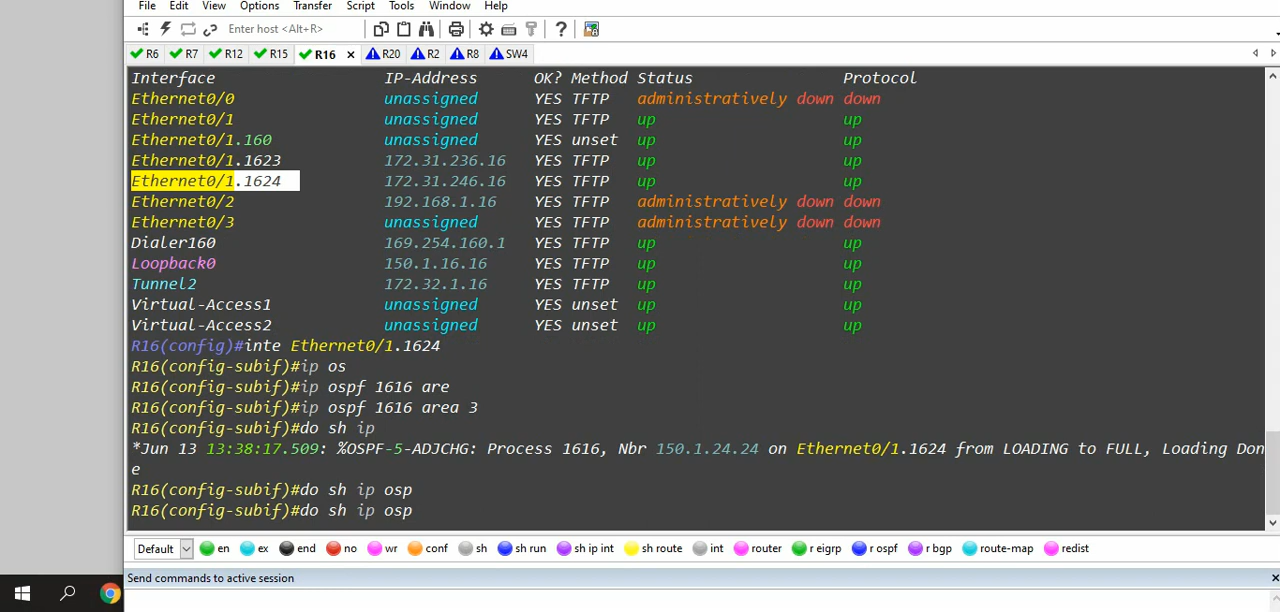 File Edit View Options Transfer Script Tools Window Help
Enter host <Alt+R>
R6 R7 R12 R15 R16 × R20 R2 R8 SW4
Interface IP-Address OK? Method Status Protocol
Ethernet0/0 unassigned YES TFTP administratively down down
Ethernet0/1 unassigned YES TFTP up up
Ethernet0/1.160 unassigned YES unset up up
Ethernet0/1.1623 172.31.236.16 YES TFTP up up
Ethernet0/1.1624 172.31.246.16 YES TFTP up up
Ethernet0/2 192.168.1.16 YES TFTP administratively down down
Ethernet0/3 unassigned YES TFTP administratively down down
Dialer160 169.254.160.1 YES TFTP up up
Loopback0 150.1.16.16 YES TFTP up up
Tunnel2 172.32.1.16 YES TFTP up up
Virtual-Access1 unassigned YES unset up up
Virtual-Access2 unassigned YES unset up up
R16(config)#inte Ethernet0/1.1624
R16(config-subif)#ip os
R16(config-subif)#ip ospf 1616 are
R16(config-subif)#ip ospf 1616 area 3
R16(config-subif)#do sh ip
*Jun 13 13:38:17.509: %OSPF-5-ADJCHG: Process 1616, Nbr 150.1.24.24 on Ethernet0/1.1624 from LOADING to FULL, Loading Don
e
R16(config-subif)#do sh ip osp
R16(config-subif)#do sh ip osp
Default en ex end no wr conf sh sh run sh ip int sh route int router r eigrp r ospf r bgp route-map redist
Send commands to active session